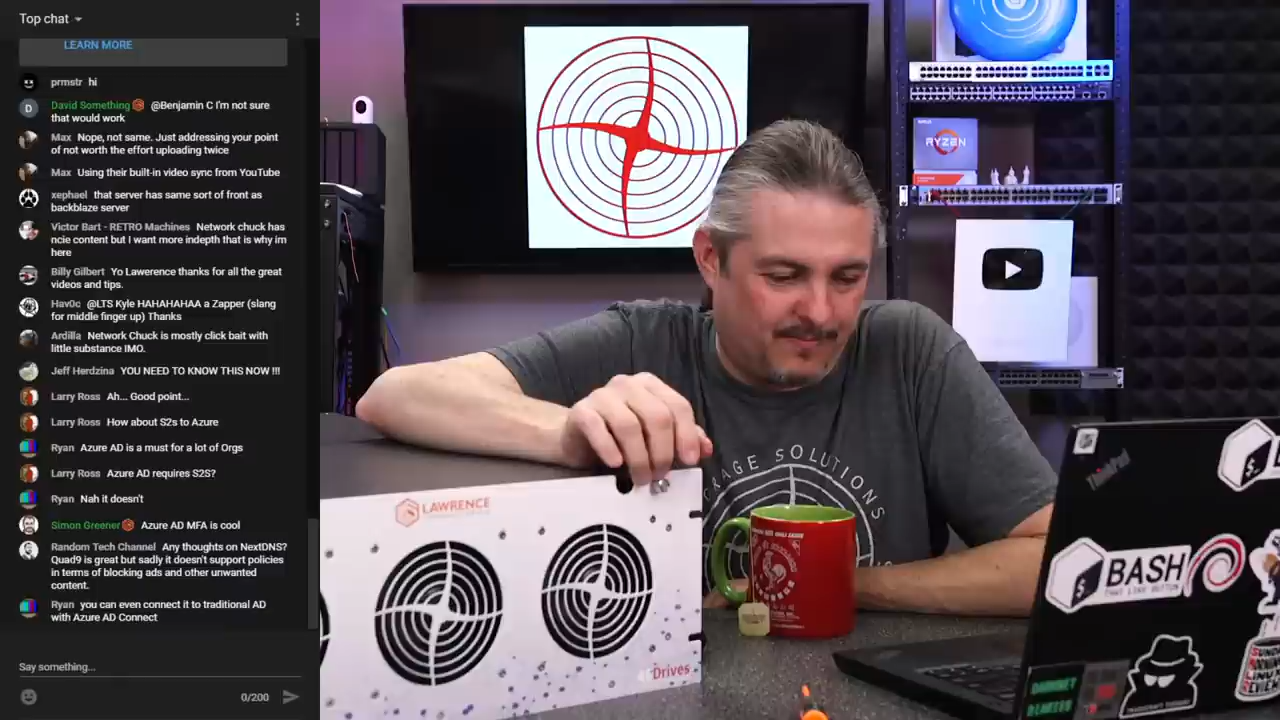 Top chat
LEARN MORE
prmstr hi
David Something @Benjamin C I'm not sure
that would work
Max Nope, not same. Just addressing your point
of not worth the effort uploading twice
Max Using their built-in video sync from YouTube
xephael that server has same sort of front as
backblaze server
Victor Bart - RETRO Machines Network chuck has
ncie content but I want more indepth that is why im
here
Billy Gilbert Yo Lawerence thanks for all the great
videos and tips.
Hav0c @LTS Kyle HAHAHAHAA a Zapper (slang
for middle finger up) Thanks
Ardilla Network Chuck is mostly click bait with
little substance IMO.
Jeff Herdzina YOU NEED TO KNOW THIS NOW !!!
Larry Ross Ah... Good point...
Larry Ross How about S2s to Azure
Ryan Azure AD is a must for a lot of Orgs
Larry Ross Azure AD requires S2S?
Ryan Nah it doesn't
Simon Greener Azure AD MFA is cool
D
Random Tech Channel Any thoughts on NextDNS?
Quad9 is great but sadly it doesn't support policies
in terms of blocking ads and other unwanted
content.
Ryan you can even connect it to traditional AD
with Azure AD Connect
Say something...
0/200
RYZEN
RAGE SOLUTIONS
LAWRENCE
Drives
ThinkPad
$ BASH
THAT LIKE BUTTON